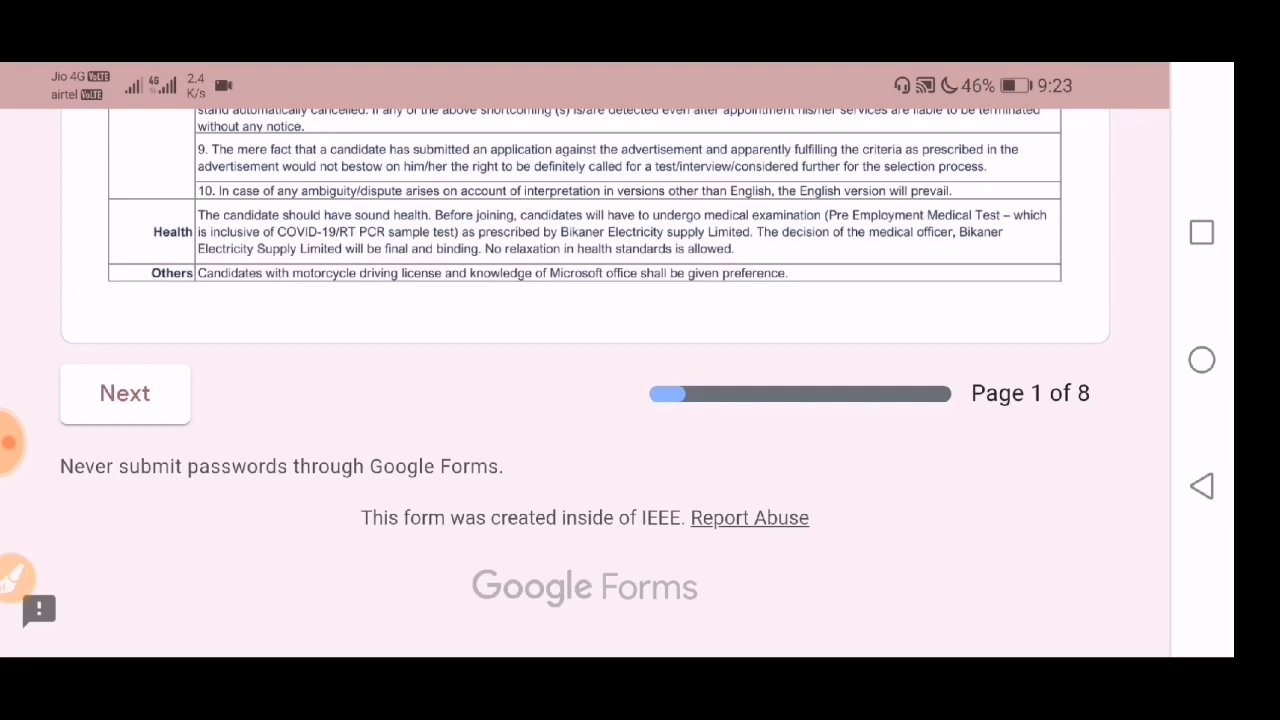 Jio 4G VoLTE
airtel VoLTE
4G
2.4
K/s
46%
9:23
stand automatically cancelled. If any of the above shortcoming (s) is/are detected even after appointment his/her services are liable to be terminated
without any notice.
9. The mere fact that a candidate has submitted an application against the advertisement and apparently fulfilling the criteria as prescribed in the
advertisement would not bestow on him/her the right to be definitely called for a test/interview/considered further for the selection process.
10. In case of any ambiguity/dispute arises on account of interpretation in versions other than English, the English version will prevail.
Health
The candidate should have sound health. Before joining, candidates will have to undergo medical examination (Pre Employment Medical Test – which
is inclusive of COVID-19/RT PCR sample test) as prescribed by Bikaner Electricity supply Limited. The decision of the medical officer, Bikaner
Electricity Supply Limited will be final and binding. No relaxation in health standards is allowed.
Others Candidates with motorcycle driving license and knowledge of Microsoft office shall be given preference.
Next
Page 1 of 8
Never submit passwords through Google Forms.
This form was created inside of IEEE. Report Abuse
Google Forms